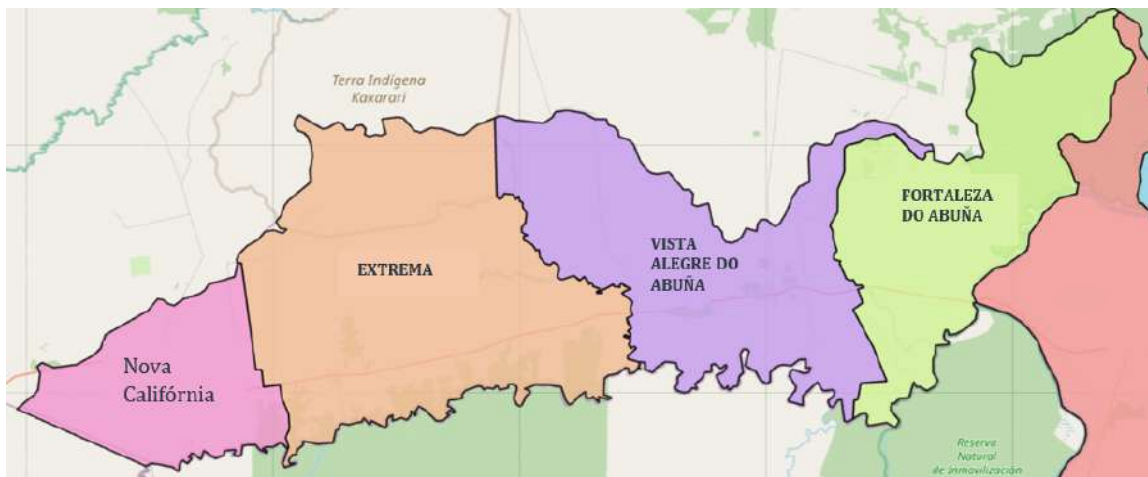 Terra Indígena
Kaxarari
FORTALEZA
DO ABUÑA
VISTA
ALEGRE DO
ABUÑA
EXTREMA
Nova
Califórnia
Reserva
Natural
de Inmovilización